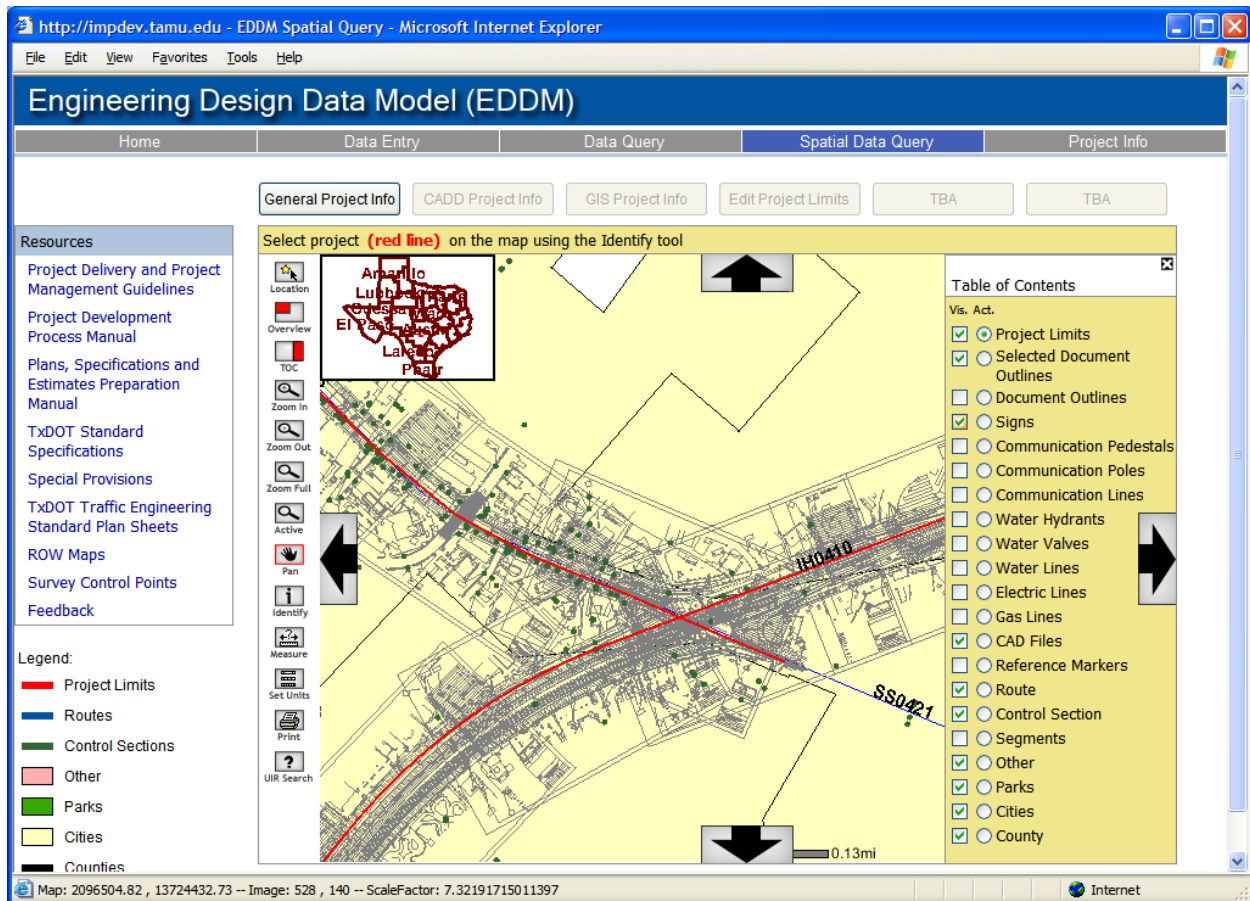 http://impdev.tamu.edu - EDDM Spatial Query - Microsoft Internet Explorer
File Edit View Favorites Tools Help
Engineering Design Data Model (EDDM)
Home Data Entry Data Query Spatial Data Query Project Info
General Project Info CADD Project Info GIS Project Info Edit Project Limits TBA TBA
Resources
Project Delivery and Project
Management Guidelines
Project Development
Process Manual
Plans, Specifications and
Estimates Preparation
Manual
TxDOT Standard
Specifications
Special Provisions
TxDOT Traffic Engineering
Standard Plan Sheets
ROW Maps
Survey Control Points
Feedback
Legend:
Project Limits
Routes
Control Sections
Other
Parks
Cities
Counties
Select project (red line) on the map using the Identify tool
Location
Overview
TOC
Zoom In
Zoom Out
Zoom Full
Active
Pan
Identify
Measure
Set Units
Print
UIR Search
Amarillo
Lubbock
Odessa
El Paso Austin
Laredo
Pharr
IH0410
SS0421
0.13mi
Table of Contents
Vis. Act.
Project Limits
Selected Document
Outlines
Document Outlines
Signs
Communication Pedestals
Communication Poles
Communication Lines
Water Hydrants
Water Valves
Water Lines
Electric Lines
Gas Lines
CAD Files
Reference Markers
Route
Control Section
Segments
Other
Parks
Cities
County
Map: 2096504.82 , 13724432.73 -- Image: 528 , 140 -- ScaleFactor: 7.32191715011397
Internet